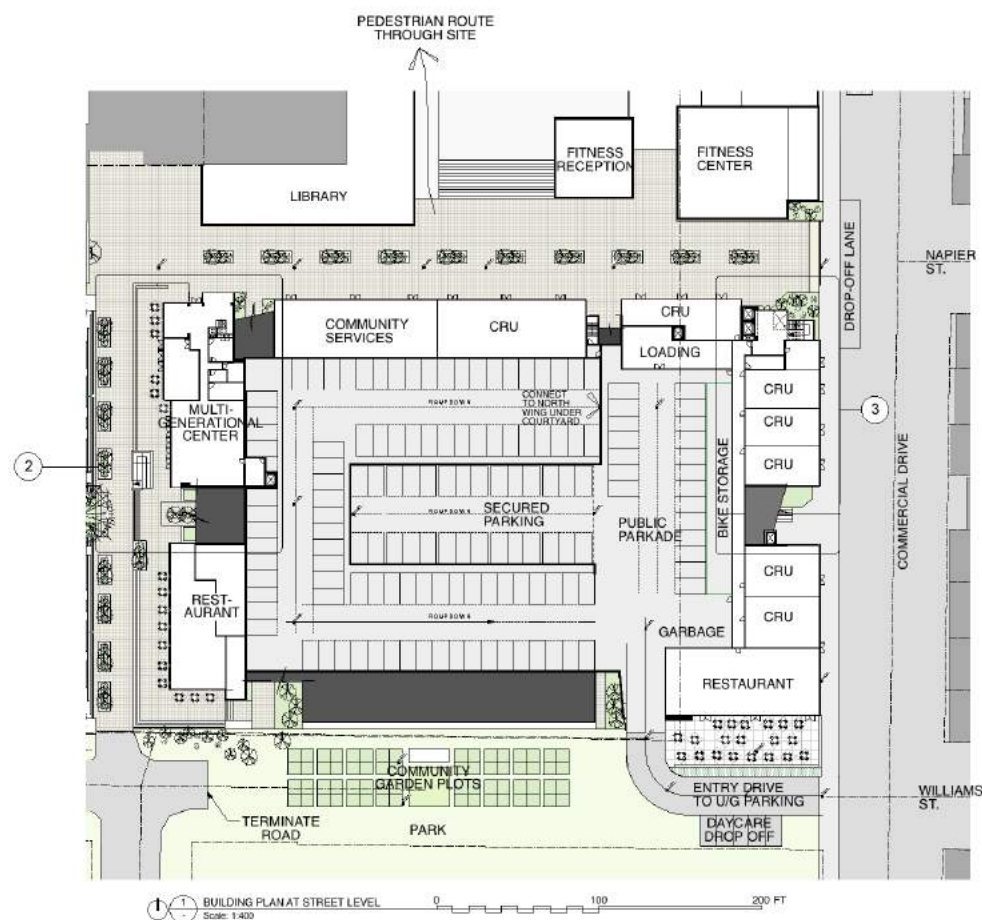 PEDESTRIAN ROUTE
THROUGH SITE
LIBRARY
FITNESS
RECEPTION
FITNESS
CENTER
DROP-OFF LANE
NAPIER
ST.
COMMUNITY
SERVICES
CRU
CRU
LOADING
CONNECT
TO NORTH
WING UNDER
COURTYARD
MULTI-
GENERATIONAL
CENTER
CRU
CRU
CRU
2
3
BIKE STORAGE
COMMERCIAL DRIVE
SECURED
PARKING
PUBLIC
PARKADE
REST-
AURANT
CRU
CRU
GARBAGE
RESTAURANT
COMMUNITY
GARDEN PLOTS
ENTRY DRIVE
TO U/G PARKING
WILLIAMS
ST.
TERMINATE
ROAD
PARK
DAYCARE
DROP OFF
1
BUILDING PLAN AT STREET LEVEL
Scale: 1:400
0 100 200 FT